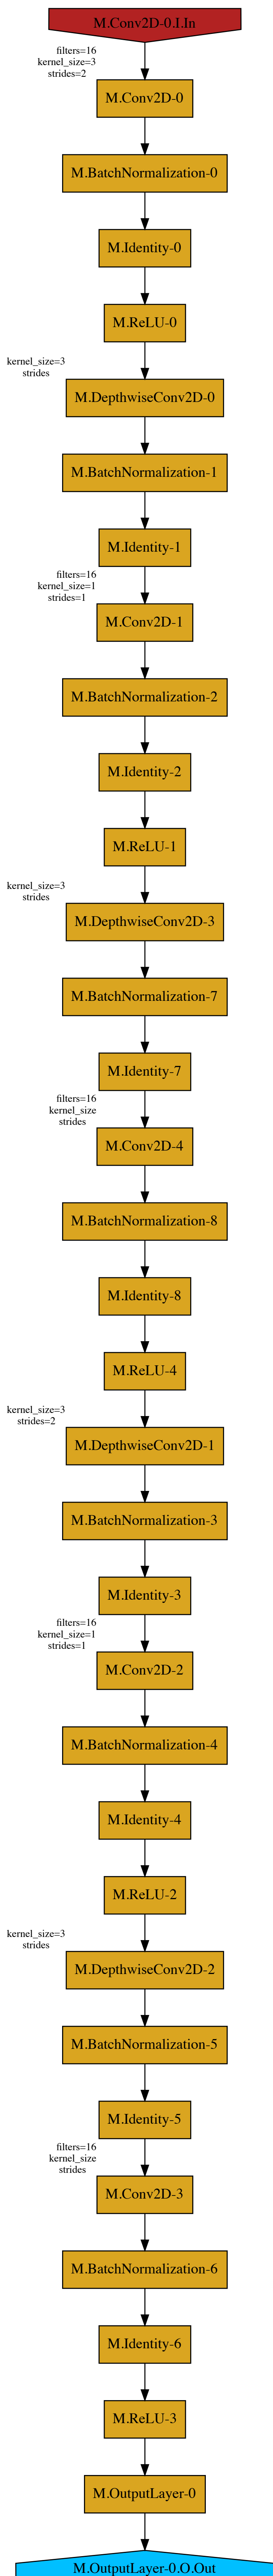 M.Conv2D-0.I.In
filters=16
kernel_size=3
strides=2
M.Conv2D-0
M.BatchNormalization-0
M.Identity-0
M.ReLU-0
kernel_size=3
strides
M.DepthwiseConv2D-0
M.BatchNormalization-1
M.Identity-1
filters=16
kernel_size=1
strides=1
M.Conv2D-1
M.BatchNormalization-2
M.Identity-2
M.ReLU-1
kernel_size=3
strides
M.DepthwiseConv2D-3
M.BatchNormalization-7
M.Identity-7
filters=16
kernel_size
strides
M.Conv2D-4
M.BatchNormalization-8
M.Identity-8
M.ReLU-4
kernel_size=3
strides=2
M.DepthwiseConv2D-1
M.BatchNormalization-3
M.Identity-3
filters=16
kernel_size=1
strides=1
M.Conv2D-2
M.BatchNormalization-4
M.Identity-4
M.ReLU-2
kernel_size=3
strides
M.DepthwiseConv2D-2
M.BatchNormalization-5
M.Identity-5
filters=16
kernel_size
strides
M.Conv2D-3
M.BatchNormalization-6
M.Identity-6
M.ReLU-3
M.OutputLayer-0
M.OutputLayer-0.O.Out